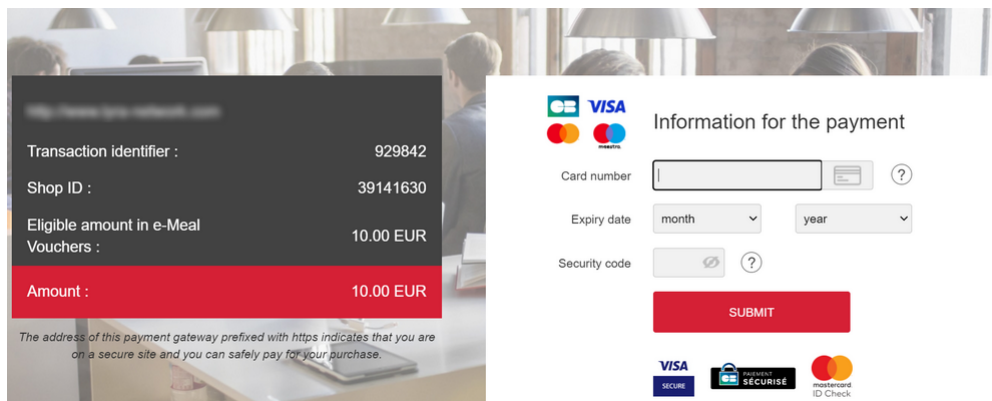 Transaction identifier : 929842
Shop ID : 39141630
Eligible amount in e-Meal
Vouchers : 10.00 EUR
Amount : 10.00 EUR
The address of this payment gateway prefixed with https indicates that you are
on a secure site and you can safely pay for your purchase.
CB VISA
maestro
Information for the payment
Card number
?
Expiry date month year
Security code ?
SUBMIT
VISA
SECURE
CB PAIEMENT
SÉCURISÉ
mastercard
ID Check